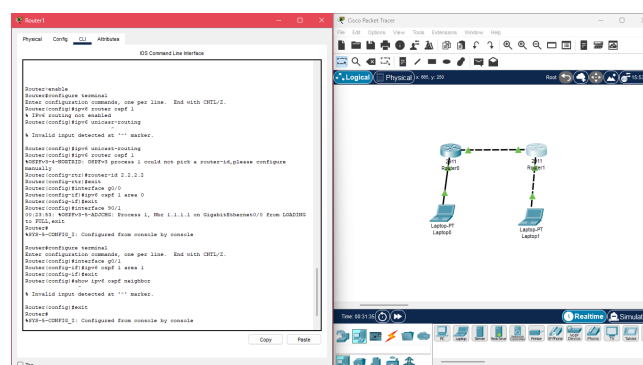 Router1
Physical Config CLI Attributes
IOS Command Line Interface
Router>enable
Router#configure terminal
Enter configuration commands, one per line. End with CNTL/Z.
Router(config)#ipv6 router ospf 1
% IPv6 routing not enabled
Router(config)#ipv6 unicasr-routing
^
% Invalid input detected at '^' marker.
Router(config)#ipv6 unicast-routing
Router(config)#ipv6 router ospf 1
%OSPFv3-4-NORTRID: OSPFv3 process 1 could not pick a router-id,please configure
manually
Router(config-rtr)#router-id 2.2.2.2
Router(config-rtr)#exit
Router(config)#interface g0/0
Router(config-if)#ipv6 ospf 1 area 0
Router(config-if)#exit
Router(config)#interface g0/1
00:23:53: %OSPFv3-5-ADJCHG: Process 1, Nbr 1.1.1.1 on GigabitEthernet0/0 from LOADING
to FULL,exit
Router#
%SYS-5-CONFIG_I: Configured from console by console
Router#configure terminal
Enter configuration commands, one per line. End with CNTL/Z.
Router(config)#interface g0/1
Router(config-if)#ipv6 ospf 1 area 1
Router(config-if)#exit
Router(config)#show ipv6 ospf neighbor
^
% Invalid input detected at '^' marker.
Router(config)#exit
Router#
%SYS-5-CONFIG_I: Configured from console by console
Copy Paste
Top
Cisco Packet Tracer
File Edit Options View Tools Extensions Window Help
Logical Physical Root
2911
Router0
2911
Router1
Laptop-PT
Laptop0
Laptop-PT
Laptop1
Time: 00:31:35 Realtime Simulat
PC Laptop Server Printer